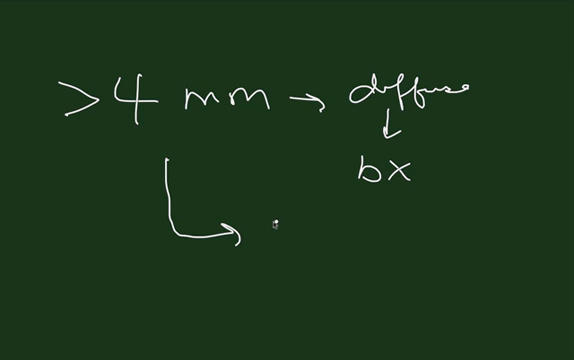 >4 mm → diffuse
bx